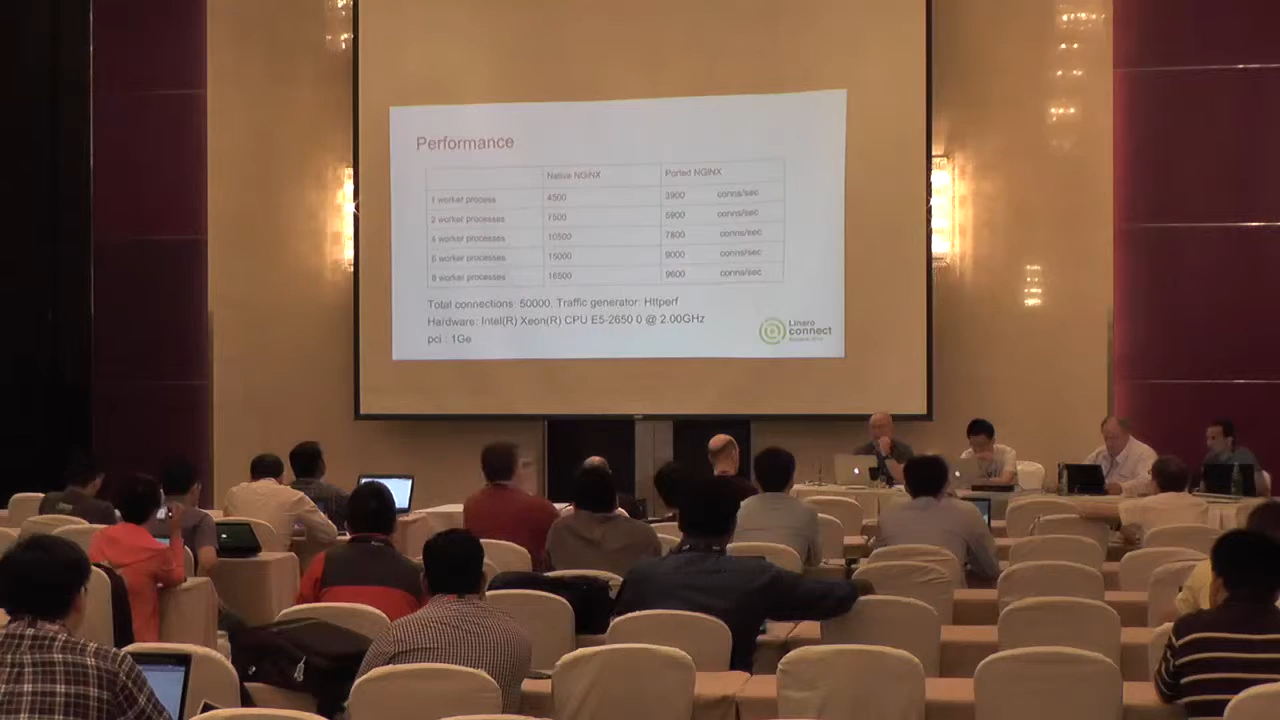 Performance
Native NGiNX Ported NGiNX
1 worker process 4500 3900 conns/sec
2 worker processes 7500 5900 conns/sec
4 worker processes 10500 7800 conns/sec
6 worker processes 15000 9000 conns/sec
8 worker processes 16500 9600 conns/sec
Total connections: 50000, Traffic generator: Httperf
Hardware: Intel(R) Xeon(R) CPU E5-2650 0 @ 2.00GHz
pci : 1Ge
Linaro
connect